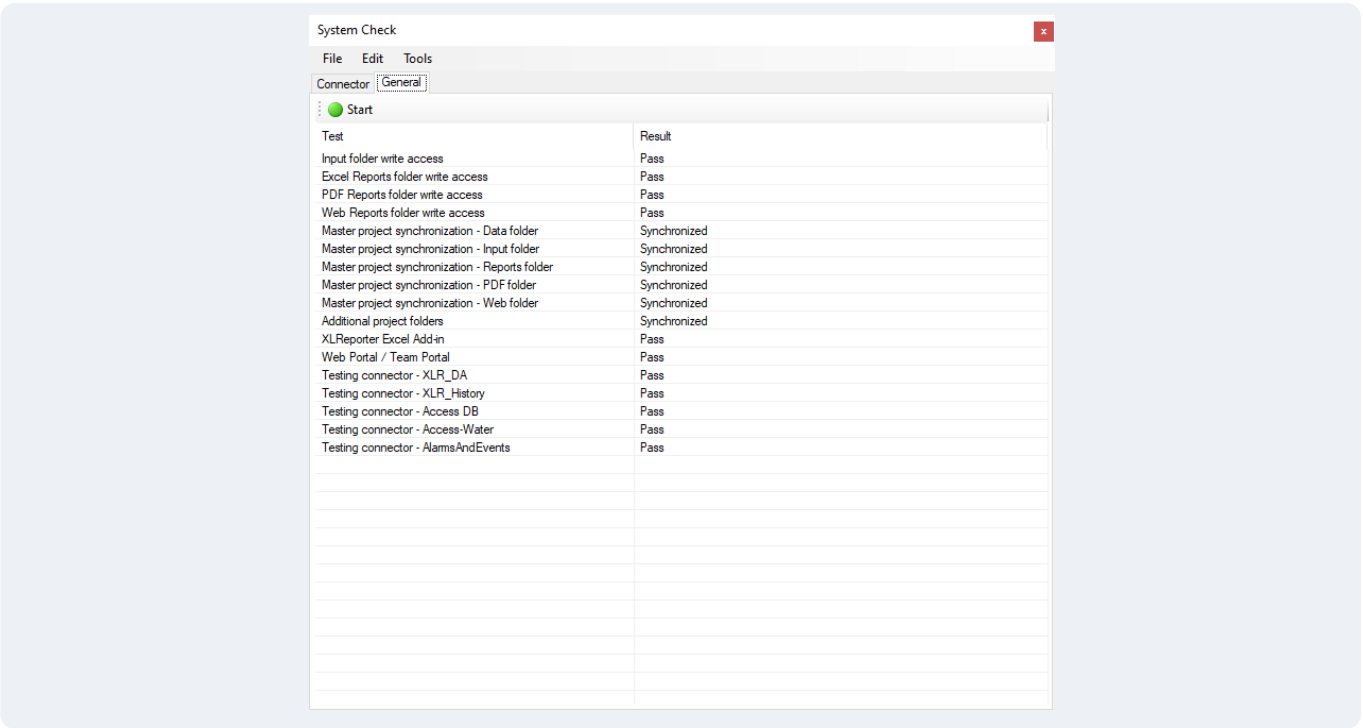 System Check
x
File Edit Tools
Connector General
Start
Test Result
Input folder write access Pass
Excel Reports folder write access Pass
PDF Reports folder write access Pass
Web Reports folder write access Pass
Master project synchronization - Data folder Synchronized
Master project synchronization - Input folder Synchronized
Master project synchronization - Reports folder Synchronized
Master project synchronization - PDF folder Synchronized
Master project synchronization - Web folder Synchronized
Additional project folders Synchronized
XLReporter Excel Add-in Pass
Web Portal / Team Portal Pass
Testing connector - XLR_DA Pass
Testing connector - XLR_History Pass
Testing connector - Access DB Pass
Testing connector - Access-Water Pass
Testing connector - AlarmsAndEvents Pass